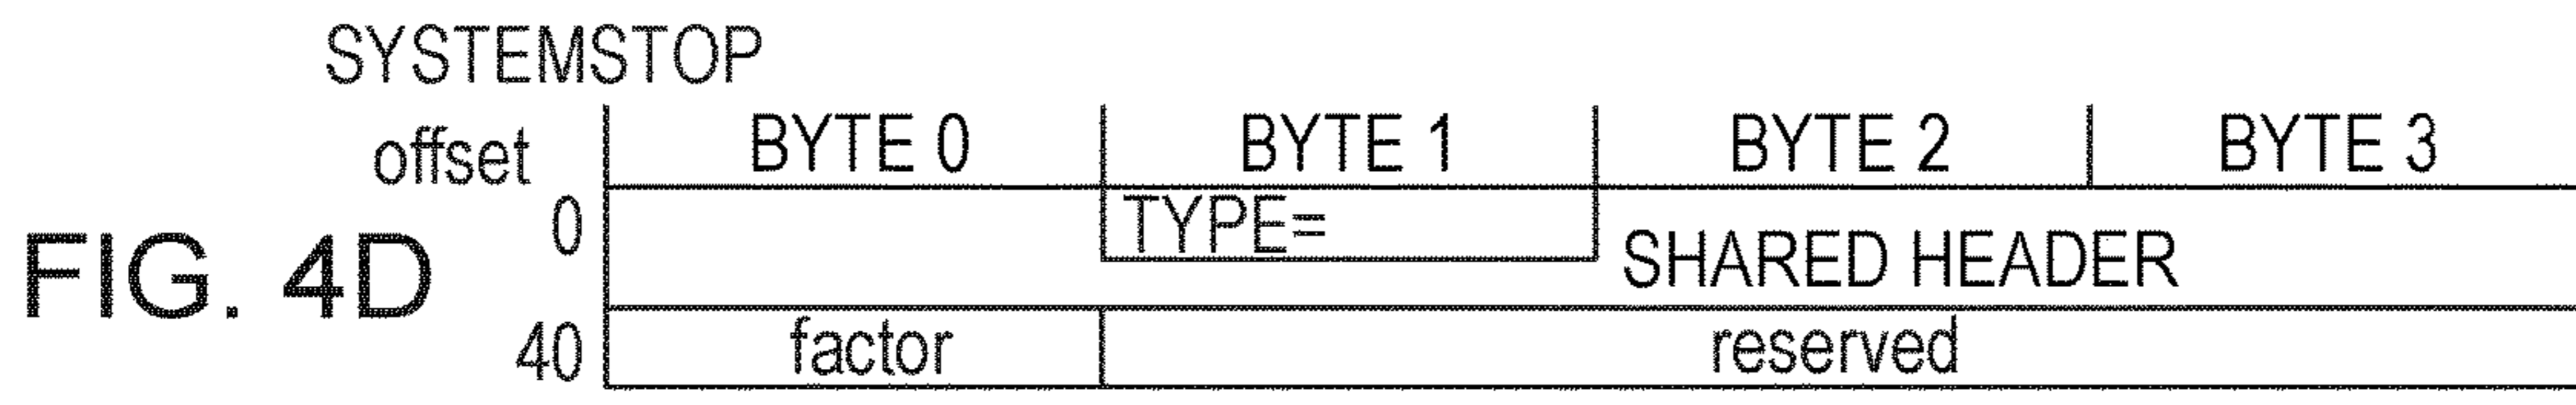 SYSTEMSTOP
offset BYTE 0 BYTE 1 BYTE 2 BYTE 3
0 TYPE=
SHARED HEADER
FIG. 4D
40 factor reserved